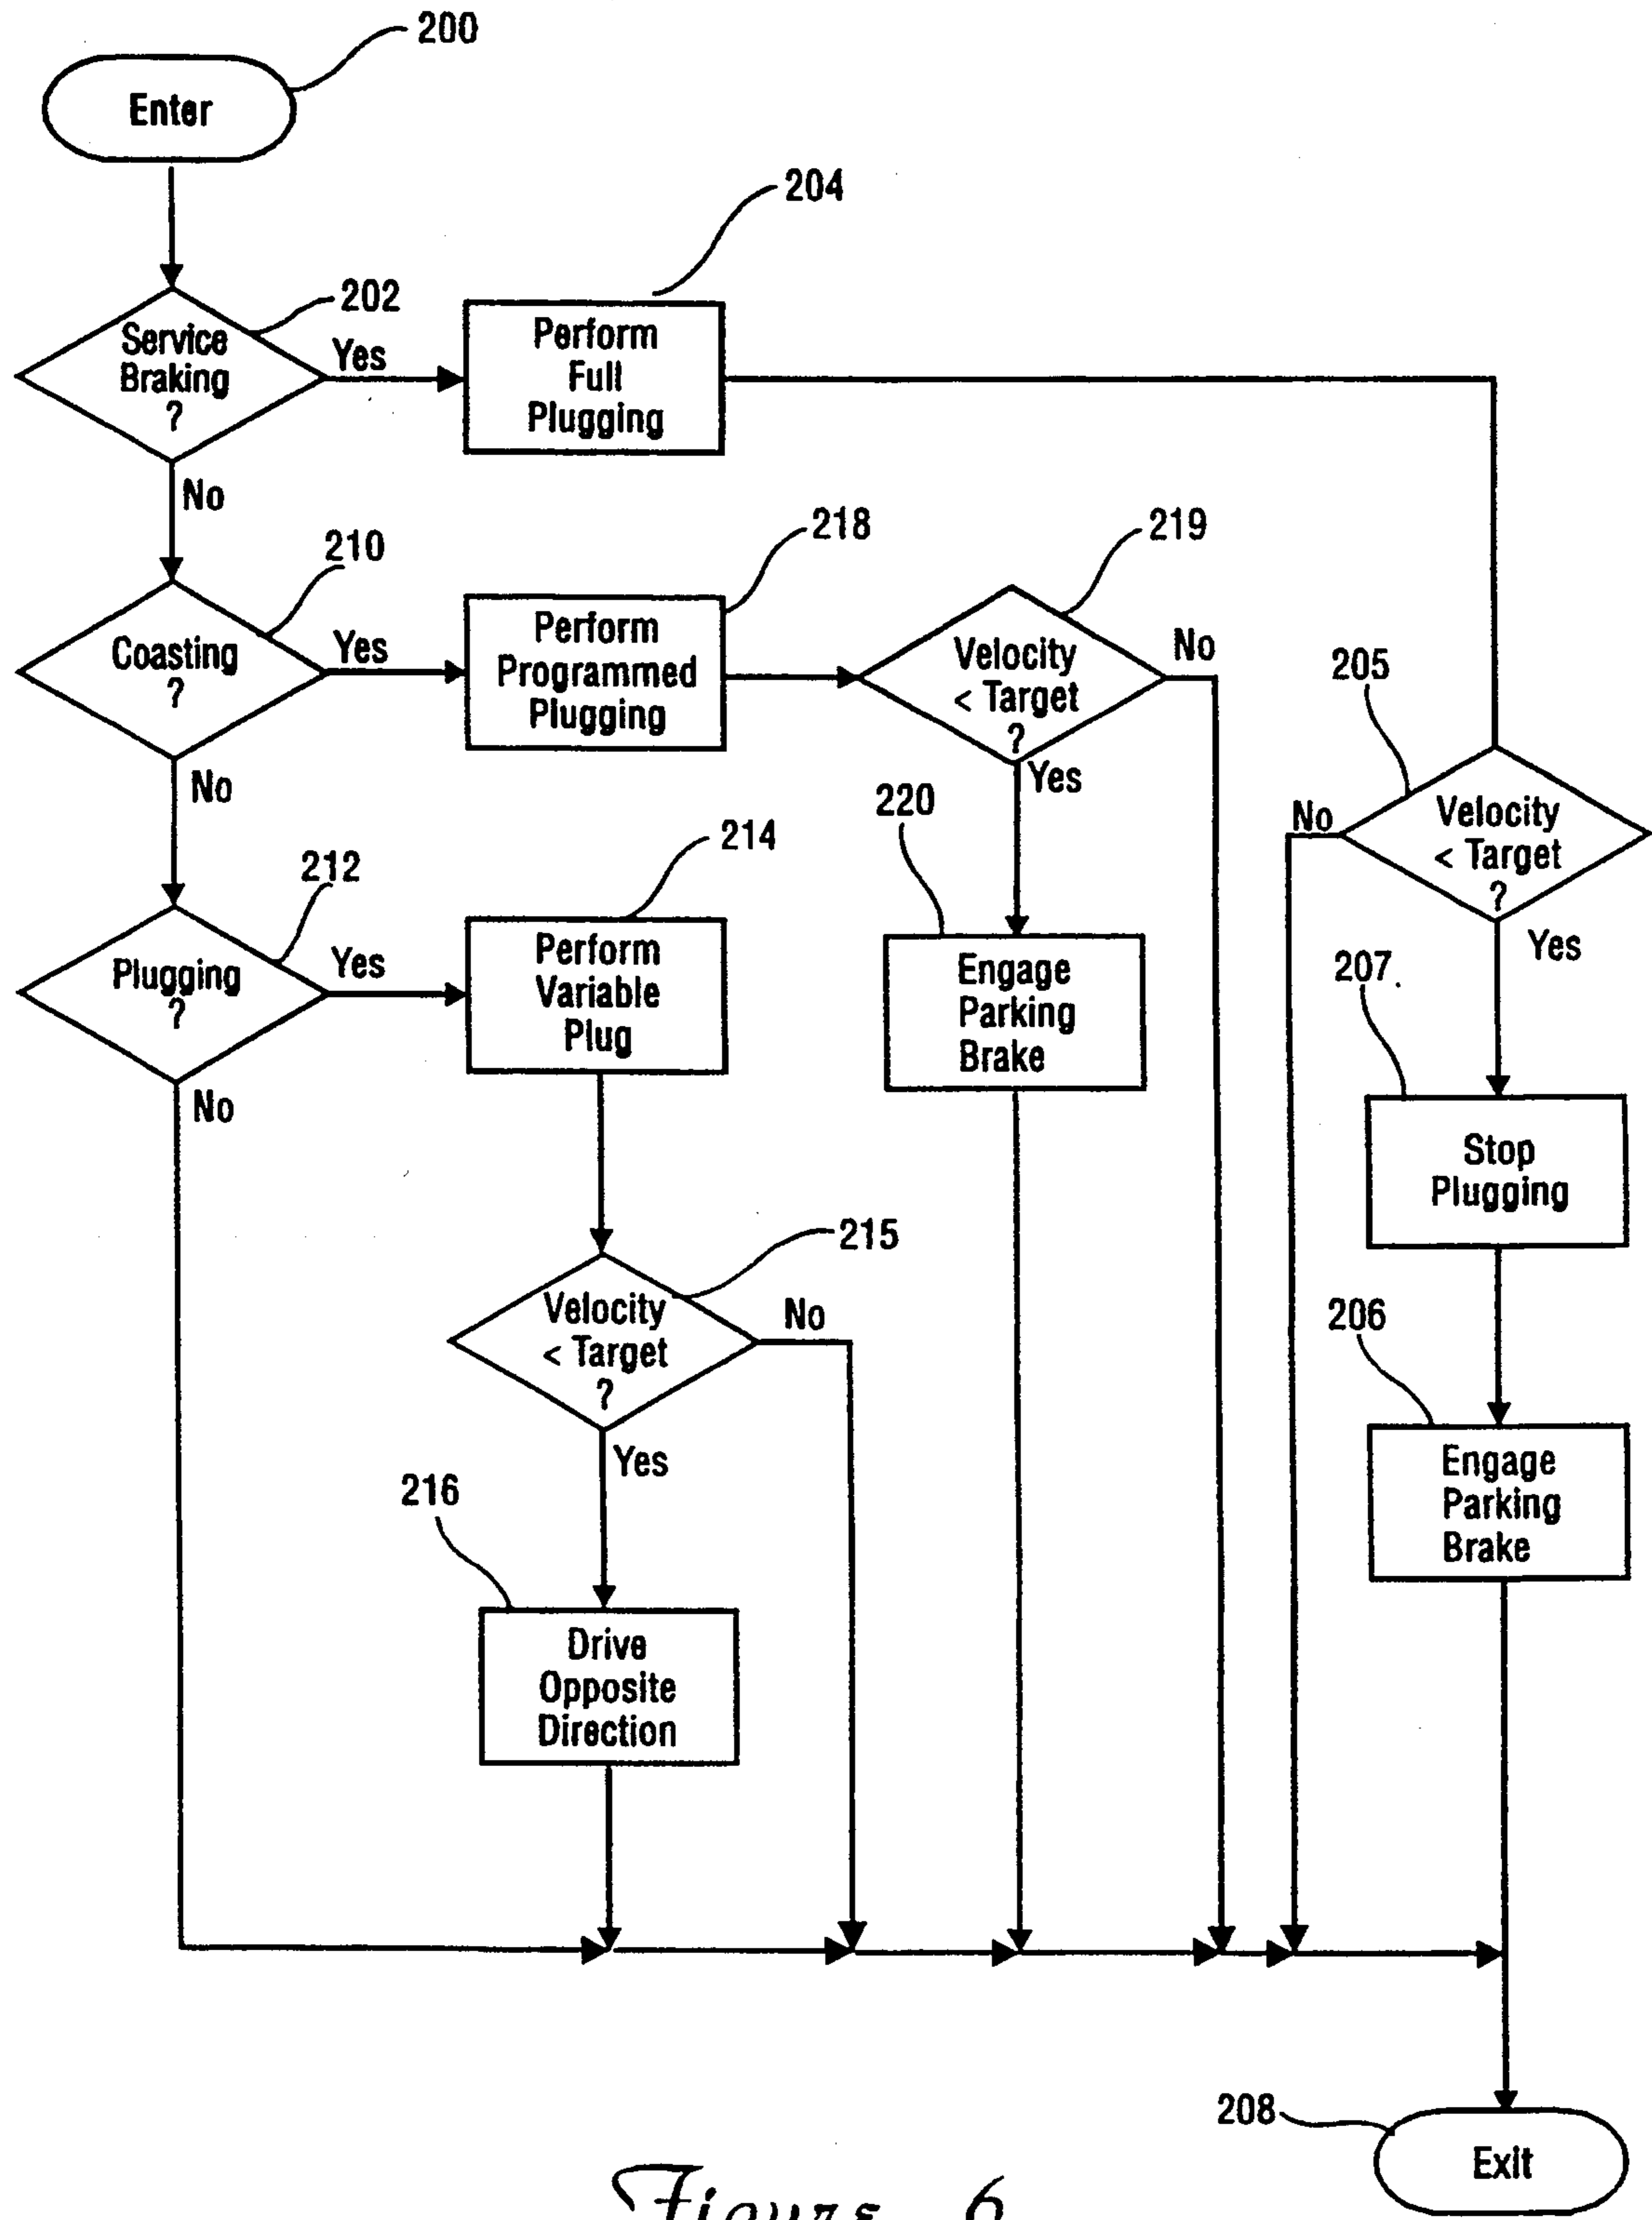 200
Enter
204
202
Service
Braking
?
Yes
Perform
Full
Plugging
No
210
Coasting
?
Yes
218
Perform
Programmed
Plugging
219
Velocity
< Target
?
No
Yes
205
Velocity
< Target
?
No
Yes
No
212
Plugging
?
Yes
214
Perform
Variable
Plug
220
Engage
Parking
Brake
207
Stop
Plugging
No
215
Velocity
< Target
?
No
Yes
206
Engage
Parking
Brake
216
Drive
Opposite
Direction
208
Exit
Figure 6